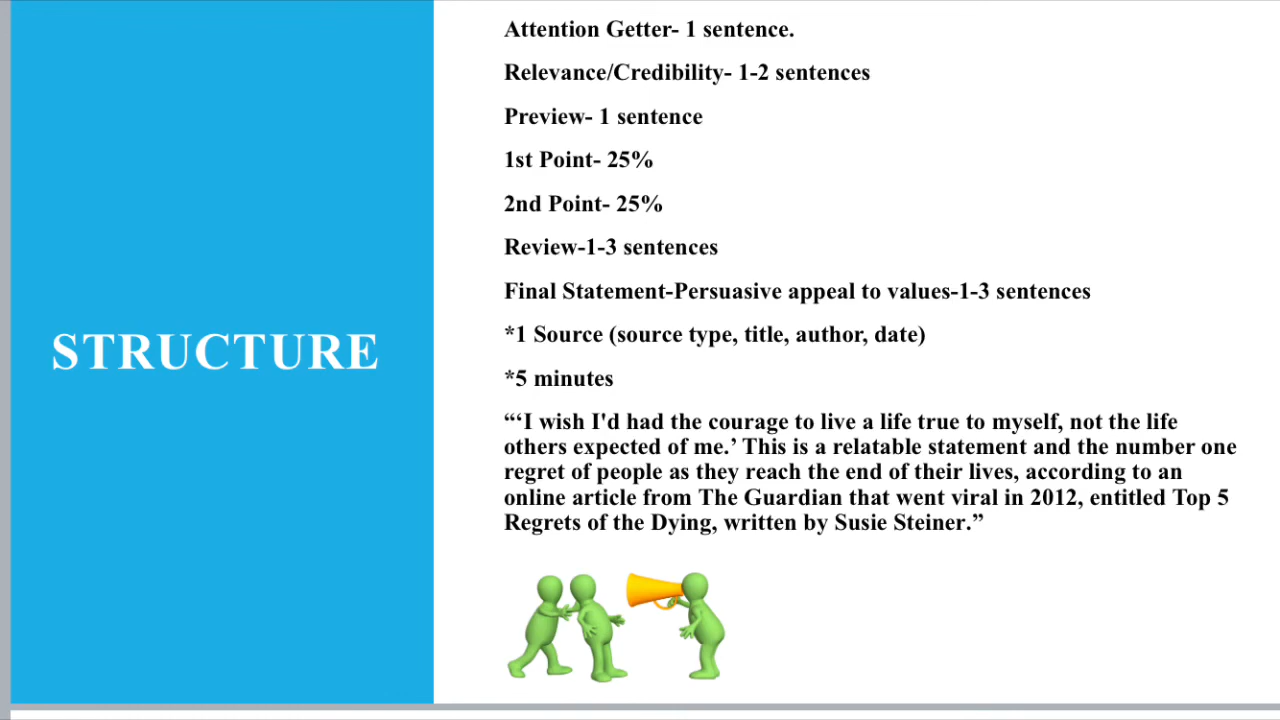 STRUCTURE
Attention Getter- 1 sentence.
Relevance/Credibility- 1-2 sentences
Preview- 1 sentence
1st Point- 25%
2nd Point- 25%
Review-1-3 sentences
Final Statement-Persuasive appeal to values-1-3 sentences
*1 Source (source type, title, author, date)
*5 minutes
“‘I wish I'd had the courage to live a life true to myself, not the life
others expected of me.’ This is a relatable statement and the number one
regret of people as they reach the end of their lives, according to an
online article from The Guardian that went viral in 2012, entitled Top 5
Regrets of the Dying, written by Susie Steiner.”